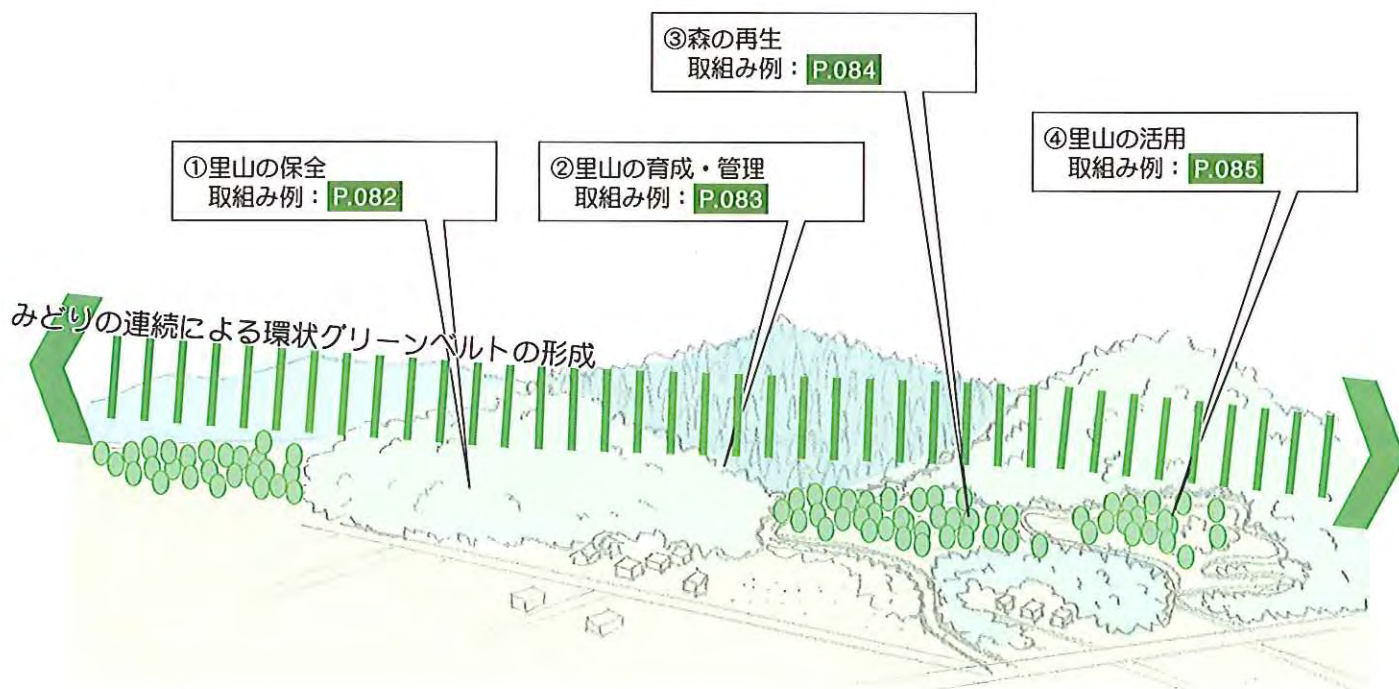 ③森の再生
取組み例：P.084
①里山の保全
取組み例：P.082
②里山の育成・管理
取組み例：P.083
④里山の活用
取組み例：P.085
みどりの連続による環状グリーンベルトの形成